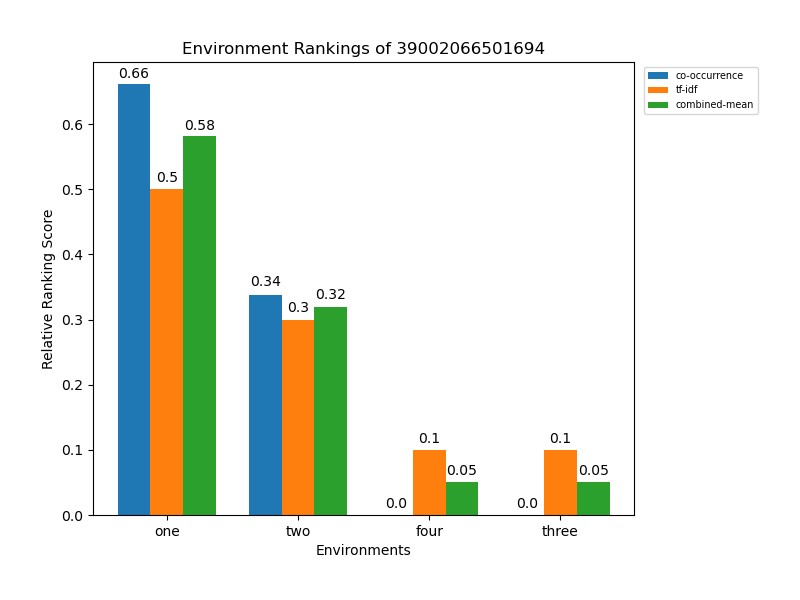 Environment Rankings of 39002066501694
co-occurrence
tf-idf
combined-mean
Relative Ranking Score
0.6
0.5
0.4
0.3
0.2
0.1
0.0
0.66
0.5
0.58
0.34
0.3
0.32
0.0
0.1
0.05
0.0
0.1
0.05
one
two
four
three
Environments